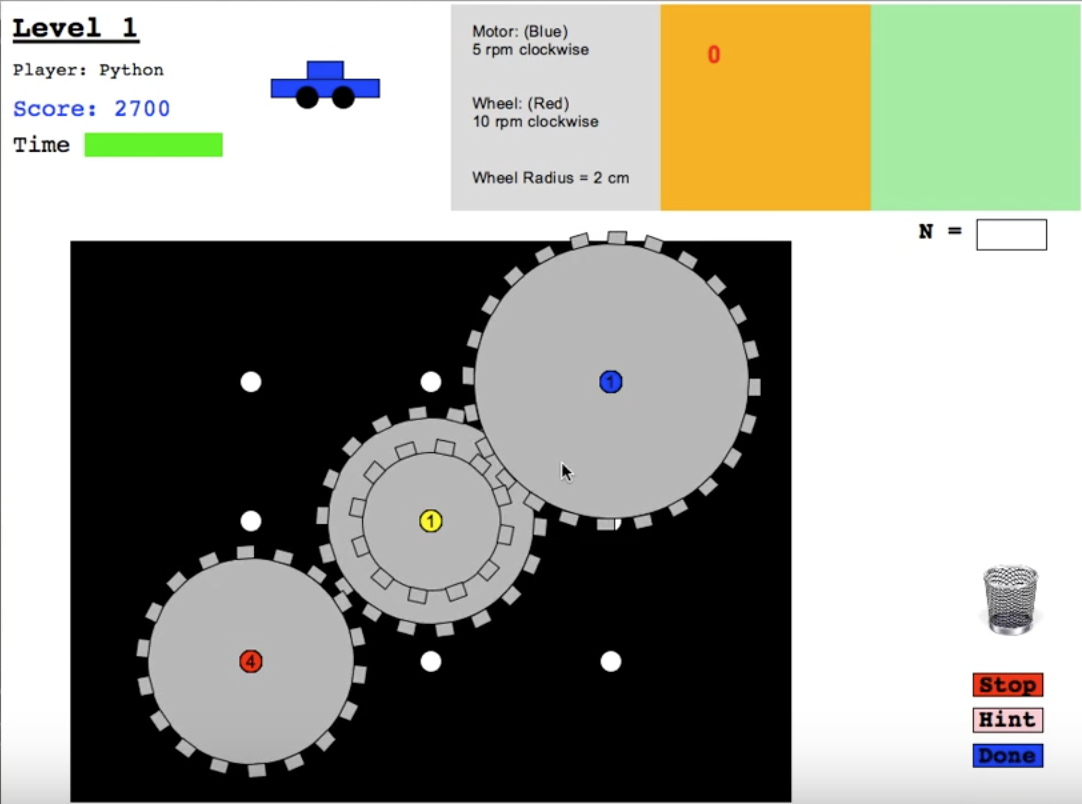 Level 1
Player: Python
Score: 2700
Time
Motor: (Blue)
5 rpm clockwise
Wheel: (Red)
10 rpm clockwise
Wheel Radius = 2 cm
0
N =
1
1
4
Stop
Hint
Done